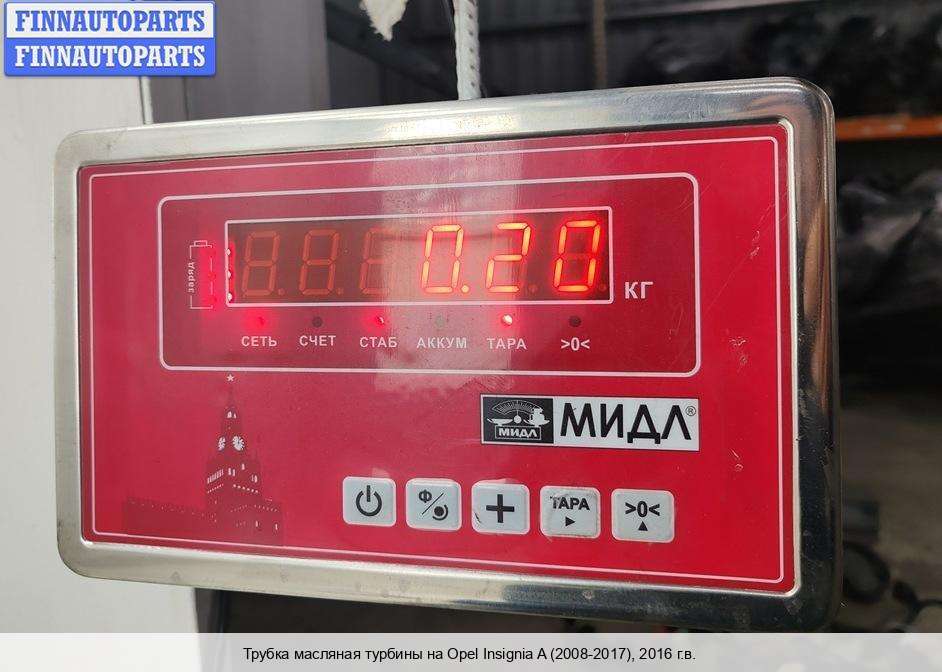 FINNAUTOPARTS
FINNAUTOPARTS
заряд
0.20
КГ
СЕТЬ СЧЕТ СТАБ АККУМ ТАРА >0<
МИДЛ МИДЛ®
Ф/ + ТАРА >0<
Трубка масляная турбины на Opel Insignia A (2008-2017), 2016 г.в.